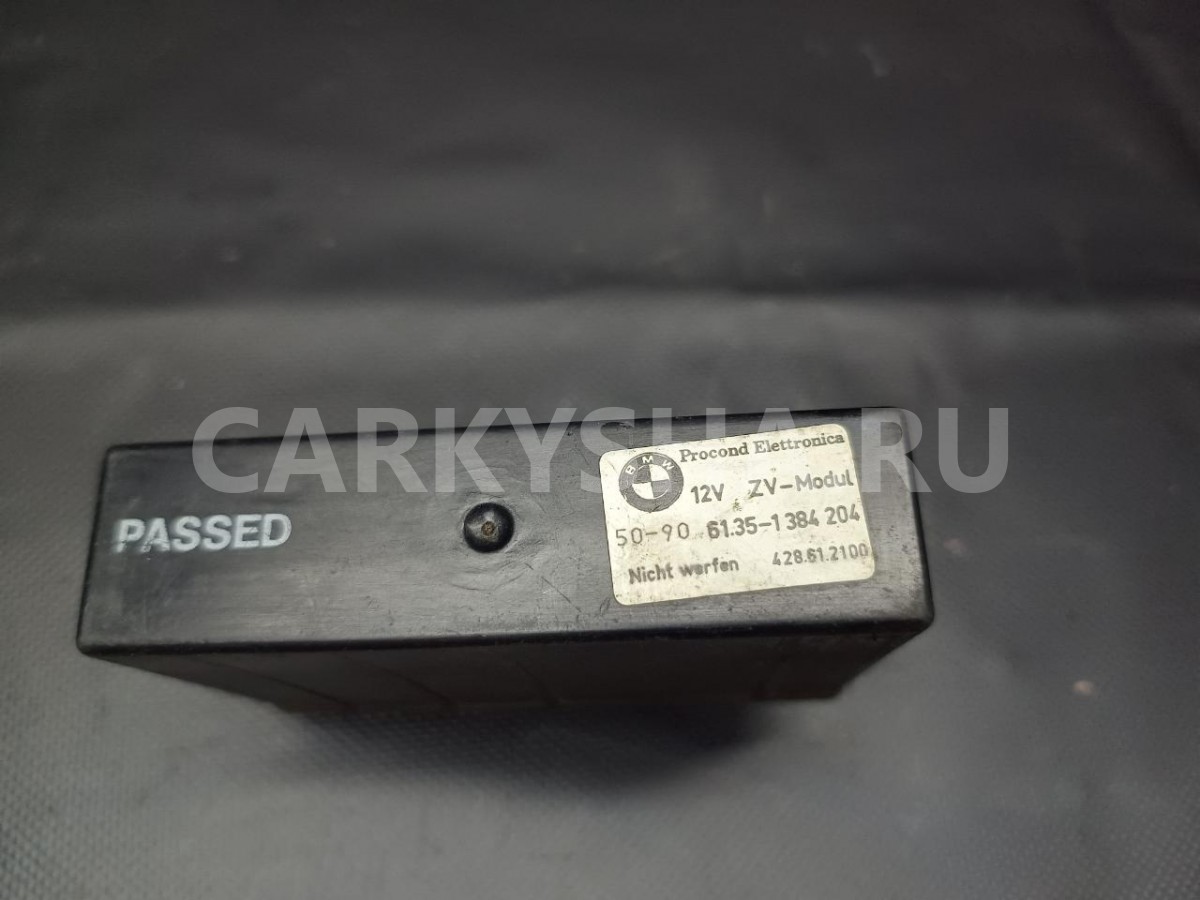 CARKYSHA.RU
PASSED
BMW
Procond Elettronica
12V ZV-Modul
50-90 61.35-1 384 204
Nicht werfen 428.61.2100